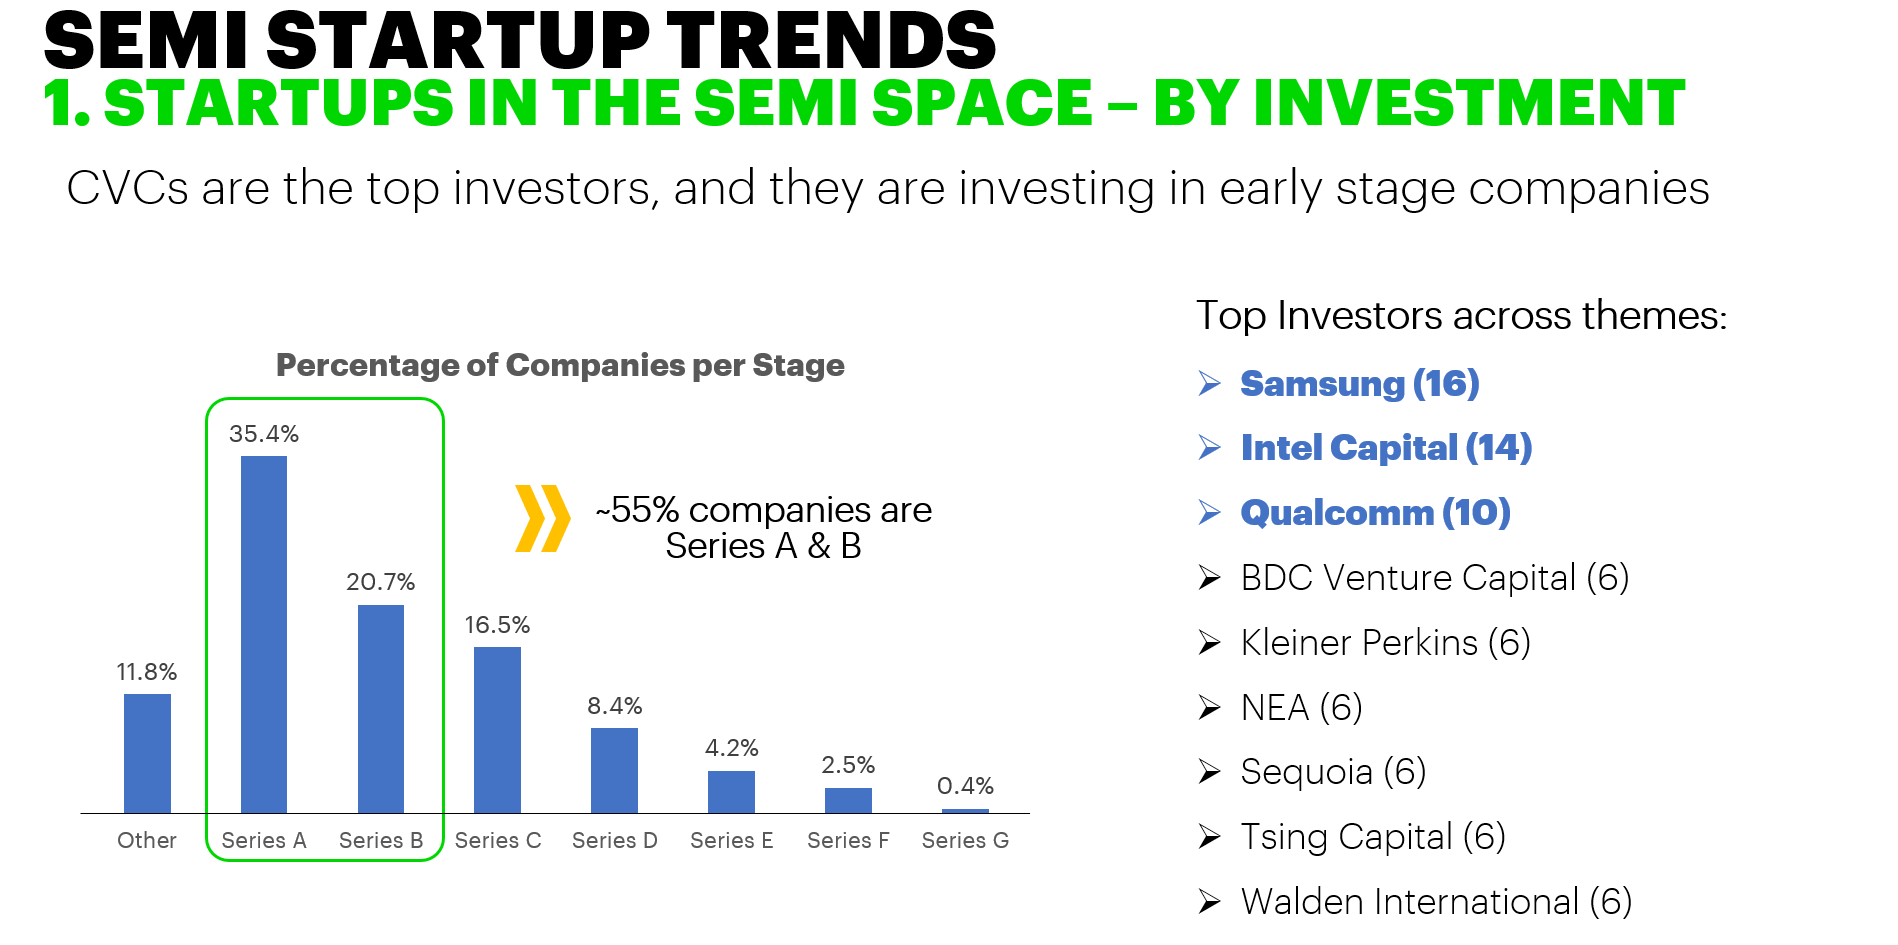 SEMI STARTUP TRENDS
1. STARTUPS IN THE SEMI SPACE – BY INVESTMENT
CVCs are the top investors, and they are investing in early stage companies
Percentage of Companies per Stage
35.4%
20.7%
16.5%
11.8%
8.4%
4.2%
2.5%
0.4%
Other
Series A
Series B
Series C
Series D
Series E
Series F
Series G
~55% companies are
Series A & B
Top Investors across themes:
Samsung (16)
Intel Capital (14)
Qualcomm (10)
BDC Venture Capital (6)
Kleiner Perkins (6)
NEA (6)
Sequoia (6)
Tsing Capital (6)
Walden International (6)